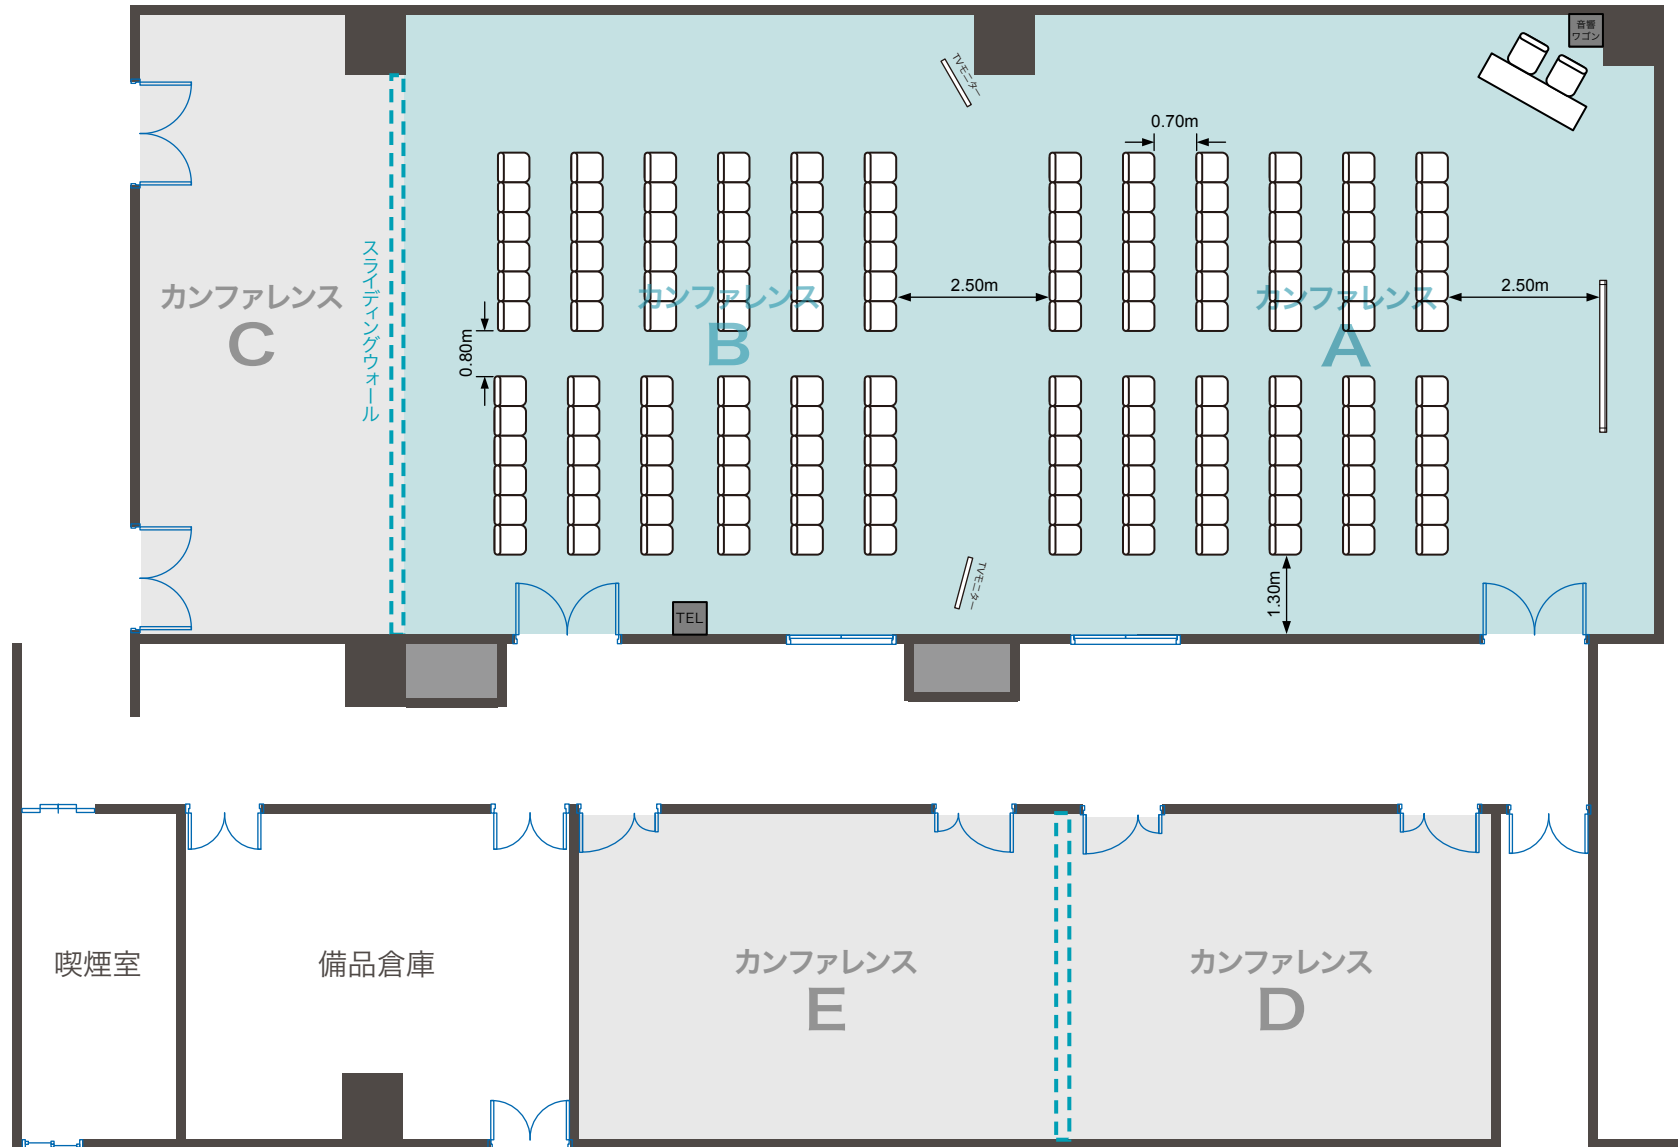 音響
ワゴン
TVモニター
0.70m
スライディングウォール
カンファレンス
C
カンファレンス
B
2.50m
カンファレンス
A
2.50m
0.80m
TVモニター
1.30m
TEL
喫煙室
備品倉庫
カンファレンス
E
カンファレンス
D